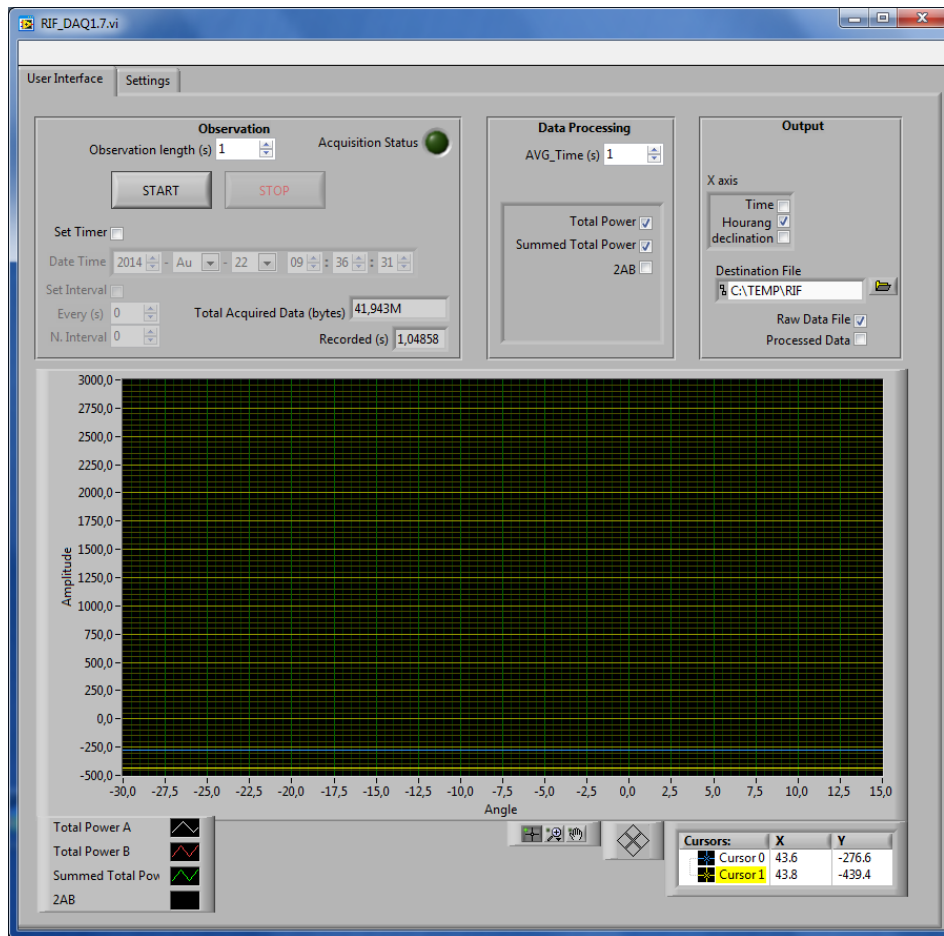 RIF_DAQ1.7.vi
User Interface
Settings
Observation
Observation length (s) 1
Acquisition Status
START
STOP
Set Timer
Date Time 2014 - Au - 22 09 : 36 : 31
Set Interval
Every (s) 0
N. Interval 0
Total Acquired Data (bytes) 41,943M
Recorded (s) 1,04858
Data Processing
AVG_Time (s) 1
Total Power
Summed Total Power
2AB
Output
X axis
Time
Hourang
declination
Destination File
C:\TEMP\RIF
Raw Data File
Processed Data
Amplitude
3000,0
2750,0
2500,0
2250,0
2000,0
1750,0
1500,0
1250,0
1000,0
750,0
500,0
250,0
0,0
-250,0
-500,0
-30,0 -27,5 -25,0 -22,5 -20,0 -17,5 -15,0 -12,5 -10,0 -7,5 -5,0 -2,5 0,0 2,5 5,0 7,5 10,0 12,5 15,0
Angle
Total Power A
Total Power B
Summed Total Pow
2AB
Cursors: X Y
Cursor 0 43.6 -276.6
Cursor 1 43.8 -439.4